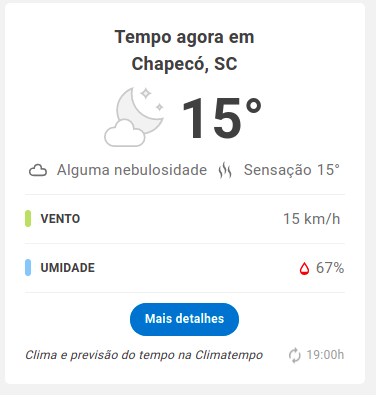 Tempo agora em
Chapecó, SC
15°
Alguma nebulosidade Sensação 15°
VENTO 15 km/h
UMIDADE 67%
Mais detalhes
Clima e previsão do tempo na Climatempo 19:00h